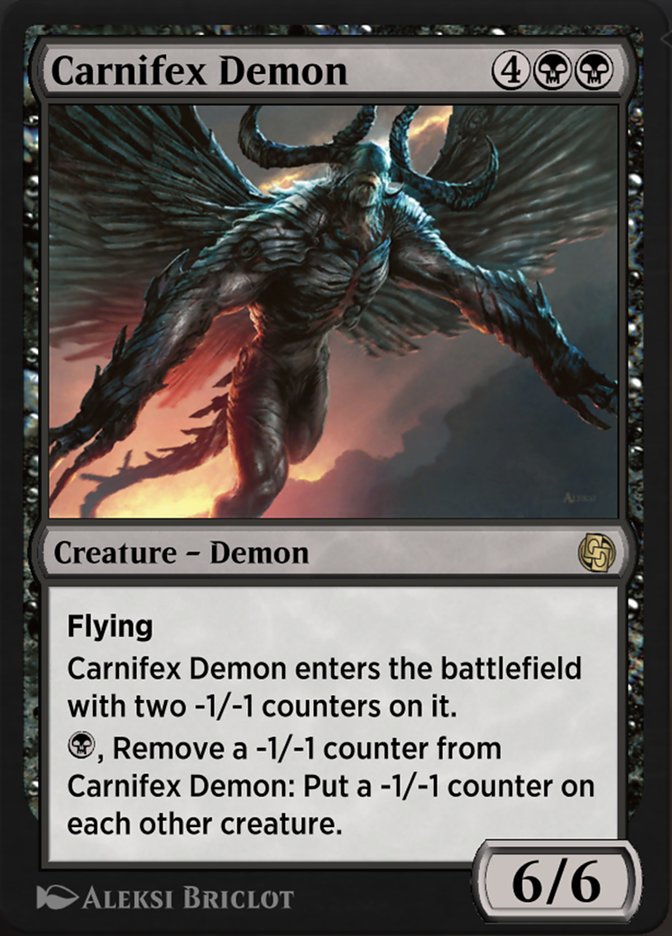 Carnifex Demon 4
ALEKSI
Creature – Demon
Flying
Carnifex Demon enters the battlefield
with two -1/-1 counters on it.
, Remove a -1/-1 counter from
Carnifex Demon: Put a -1/-1 counter on
each other creature.
6/6
ALEKSI BRICLOT